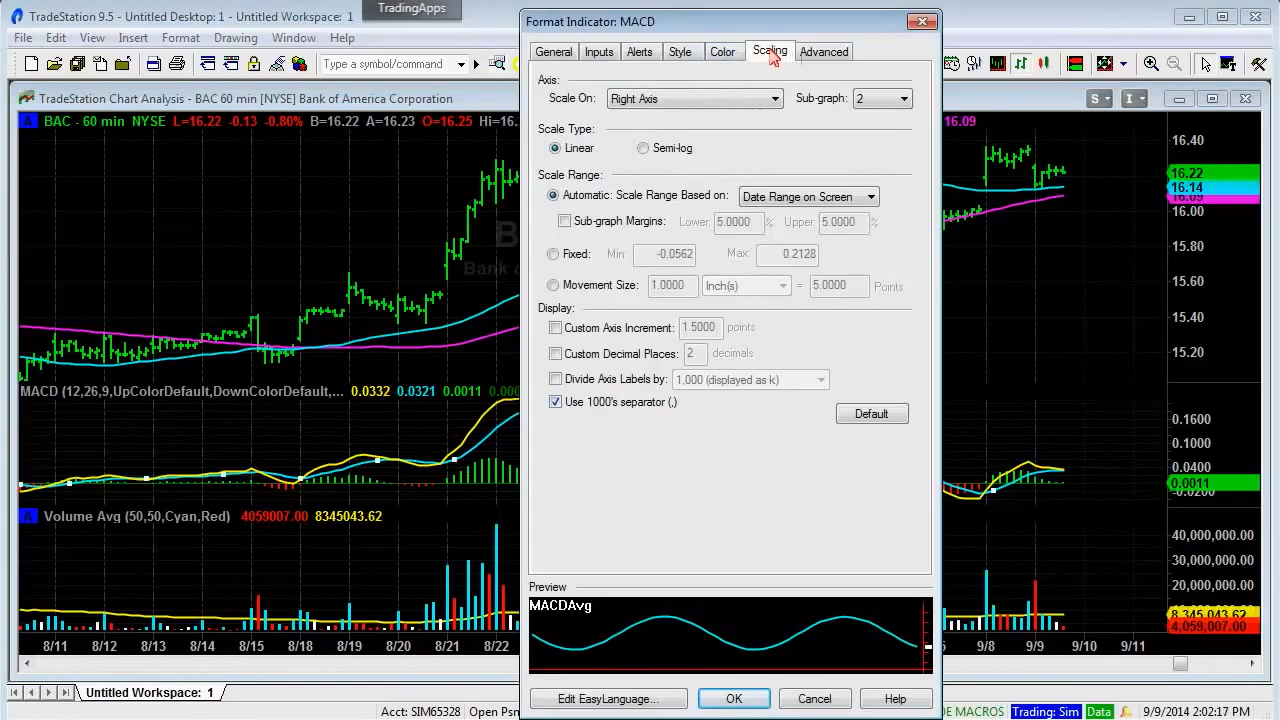 TradeStation 9.5 - Untitled Desktop: 1 - Untitled Workspace: 1
TradingApps
File Edit View Insert Format Drawing Window Help
Type a symbol/command
TradeStation Chart Analysis - BAC 60 min [NYSE] Bank of America Corporation
S I
BAC - 60 min NYSE L=16.22 -0.13 -0.80% B=16.22 A=16.23 O=16.25 Hi=16.
16.09
Format Indicator: MACD
General Inputs Alerts Style Color Scaling Advanced
Axis:
Scale On: Right Axis Sub-graph: 2
Scale Type:
Linear Semi-log
Scale Range:
Automatic: Scale Range Based on: Date Range on Screen
Sub-graph Margins: Lower: 5.0000 % Upper: 5.0000 %
Fixed: Min: -0.0562 Max: 0.2128
Movement Size: 1.0000 Inch(s) = 5.0000 Points
Display:
Custom Axis Increment: 1.5000 points
Custom Decimal Places: 2 decimals
Divide Axis Labels by: 1,000 (displayed as k)
Use 1000's separator (,)
Default
Preview
MACDAvg
Edit EasyLanguage... OK Cancel Help
B
Bank
16.40
16.22
16.14
16.09
16.00
15.80
15.60
15.40
15.20
MACD (12,26,9,UpColorDefault,DownColorDefault,... 0.0332 0.0321 0.0011
0.1600
0.1000
0.0400
0.0011
-0.0200
Volume Avg (50,50,Cyan,Red) 4059007.00 8345043.62
40,000,000.00
30,000,000.00
20,000,000.00
8,345,043.62
4,059,007.00
8/11 8/12 8/13 8/14 8/15 8/18 8/19 8/20 8/21 8/22 9/8 9/9 9/10 9/11
Untitled Workspace: 1
Acct: SIM65328 Open Psn MACROS Trading: Sim Data 9/9/2014 2:02:17 PM